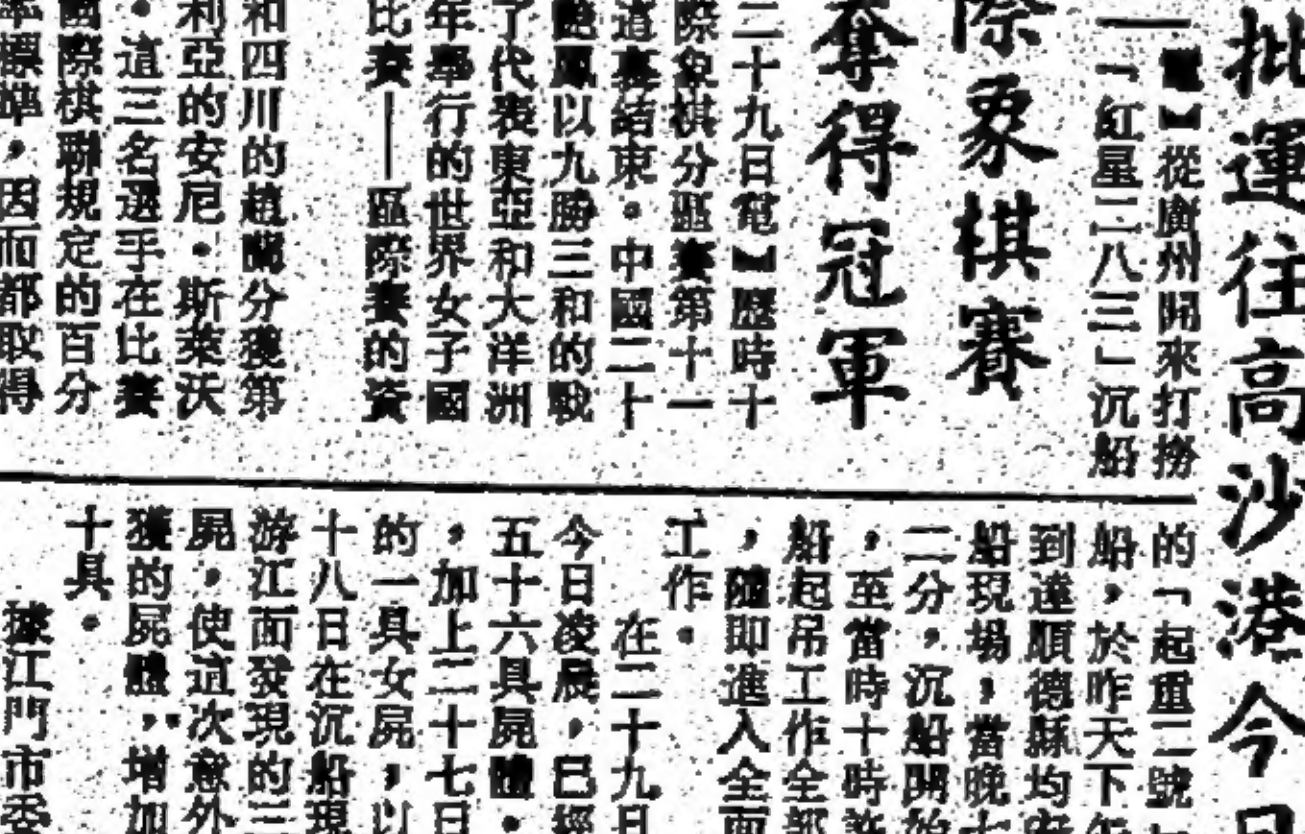 批運往高沙港今日
】從廣州開來打撈
「紅星二八三」沉船
的「起重二號
船，於昨天下午
到達順德縣均安
船現場，當晚七
二分，沉船開始
，至當時十時許
船起吊工作全部
，隨即進入全面
工作。
在二十九日
今日凌晨，已經
五十六具屍體。
，加上二十七日
的一具女屍，以
十八日在沉船現
游江面發現的三
屍，使這次意外
獲的屍體，增加
十具。
據江門市委
際象棋賽
奪得冠軍
二十九日電】歷時十
際象棋分區賽第十一
道幕結束。中國二十
艷鳳以九勝三和的戰
了代表東亞和大洋洲
年舉行的世界女子國
比賽——區際賽的資
和四川的趙蘭分獲第
利亞的安尼·斯萊沃
。這三名選手在比賽
國際棋聯規定的百分
率標準，因而都取得